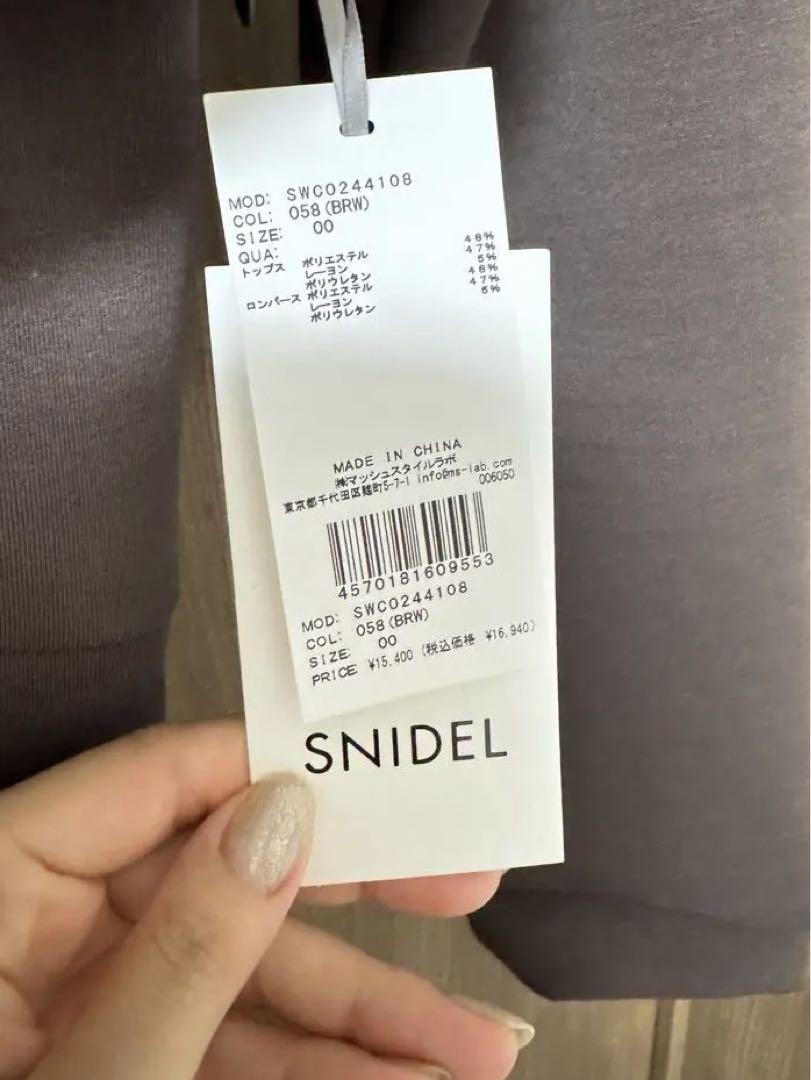 MOD: SWCO244108
COL: 058(BRW)
SIZE: 00
QUA:
トップス ポリエステル 48%
レーヨン 47%
ポリウレタン 5%
ロンパース ポリエステル 48%
レーヨン 47%
ポリウレタン 5%
MADE IN CHINA
㈱マッシュスタイルラボ
東京都千代田区麹町5-7-1 info@ms-lab.com
006050
4570181609553
MOD: SWCO244108
COL: 058(BRW)
SIZE: 00
PRICE ¥15,400 (税込価格 ¥16,940)
SNIDEL